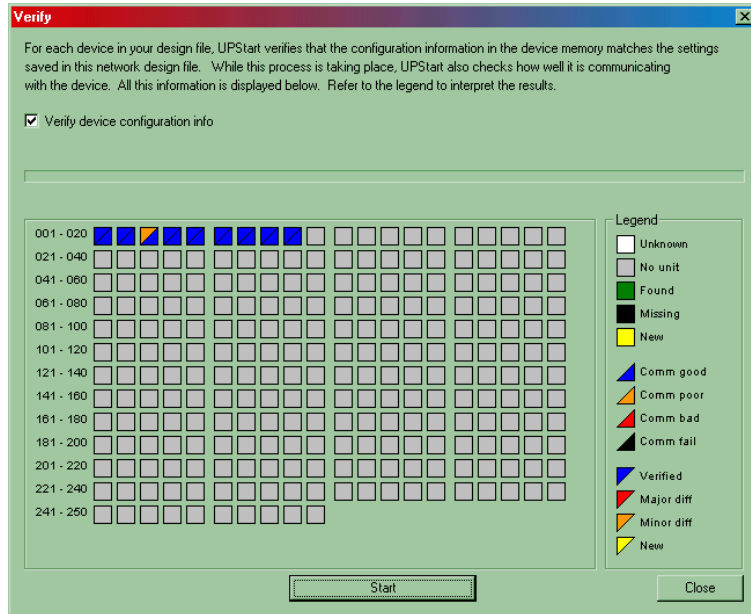 Verify
For each device in your design file, UPStart verifies that the configuration information in the device memory matches the settings
saved in this network design file. While this process is taking place, UPStart also checks how well it is communicating
with the device. All this information is displayed below. Refer to the legend to interpret the results.
Verify device configuration info
001 - 020
021 - 040
041 - 060
061 - 080
081 - 100
101 - 120
121 - 140
141 - 160
161 - 180
181 - 200
201 - 220
221 - 240
241 - 250
Legend
Unknown
No unit
Found
Missing
New
Comm good
Comm poor
Comm bad
Comm fail
Verified
Major diff
Minor diff
New
Start
Close